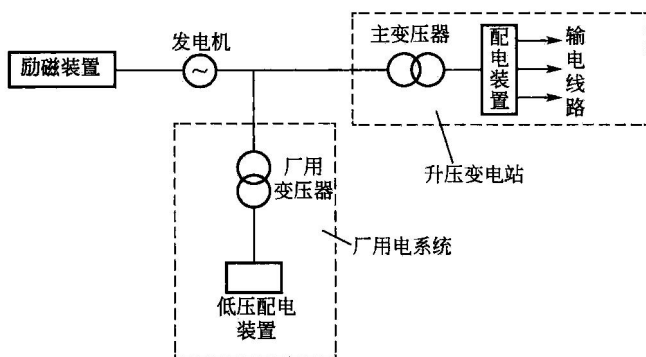 励磁装置
发电机
~
主变压器
配电装置
输电线路
升压变电站
厂用
变压器
厂用电系统
低压配电
装置